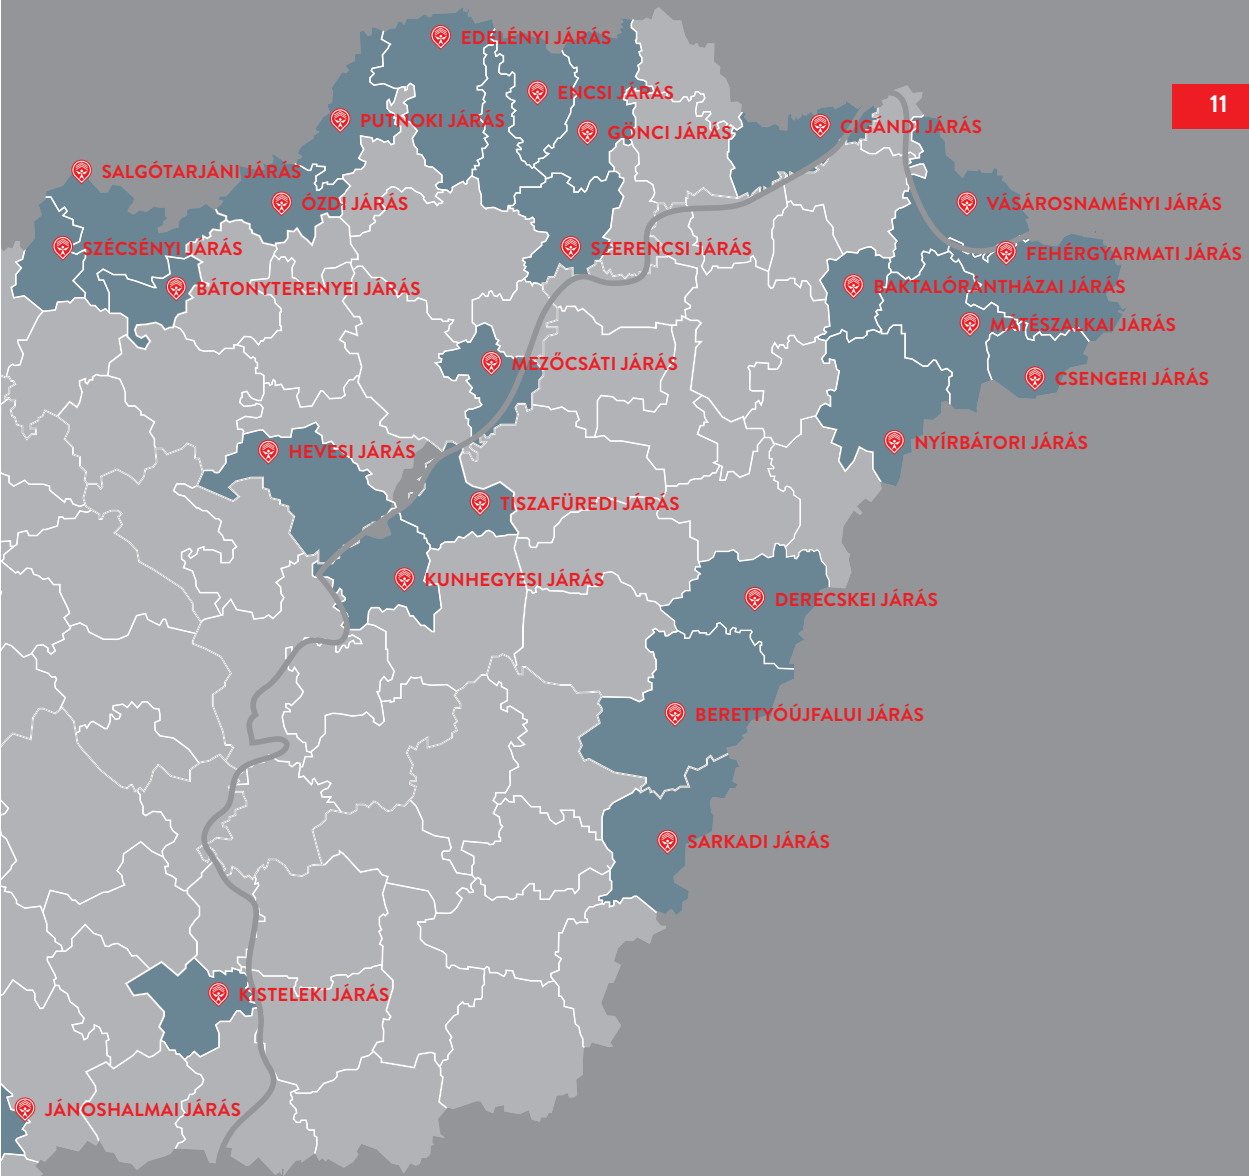 EDELÉNYI JÁRÁS
ENCSI JÁRÁS
11
PUTNOKI JÁRÁS
GÖNCI JÁRÁS
CIGÁNDI JÁRÁS
SALGÓTARJÁNI JÁRÁS
ÓZDI JÁRÁS
VÁSÁROSNAMÉNYI JÁRÁS
SZÉCSÉNYI JÁRÁS
SZERENCSI JÁRÁS
FEHÉRGYARMATI JÁRÁS
BÁTONYTERENYEI JÁRÁS
BAKTALÓRÁNTHÁZAI JÁRÁS
MÁTÉSZALKAI JÁRÁS
MEZŐCSÁTI JÁRÁS
CSENGERI JÁRÁS
NYÍRBÁTORI JÁRÁS
HEVESI JÁRÁS
TISZAFÜREDI JÁRÁS
KUNHEGYESI JÁRÁS
DERECSKEI JÁRÁS
BERETTYÓÚJFALUI JÁRÁS
SARKADI JÁRÁS
KISTELEKI JÁRÁS
JÁNOSHALMAI JÁRÁS